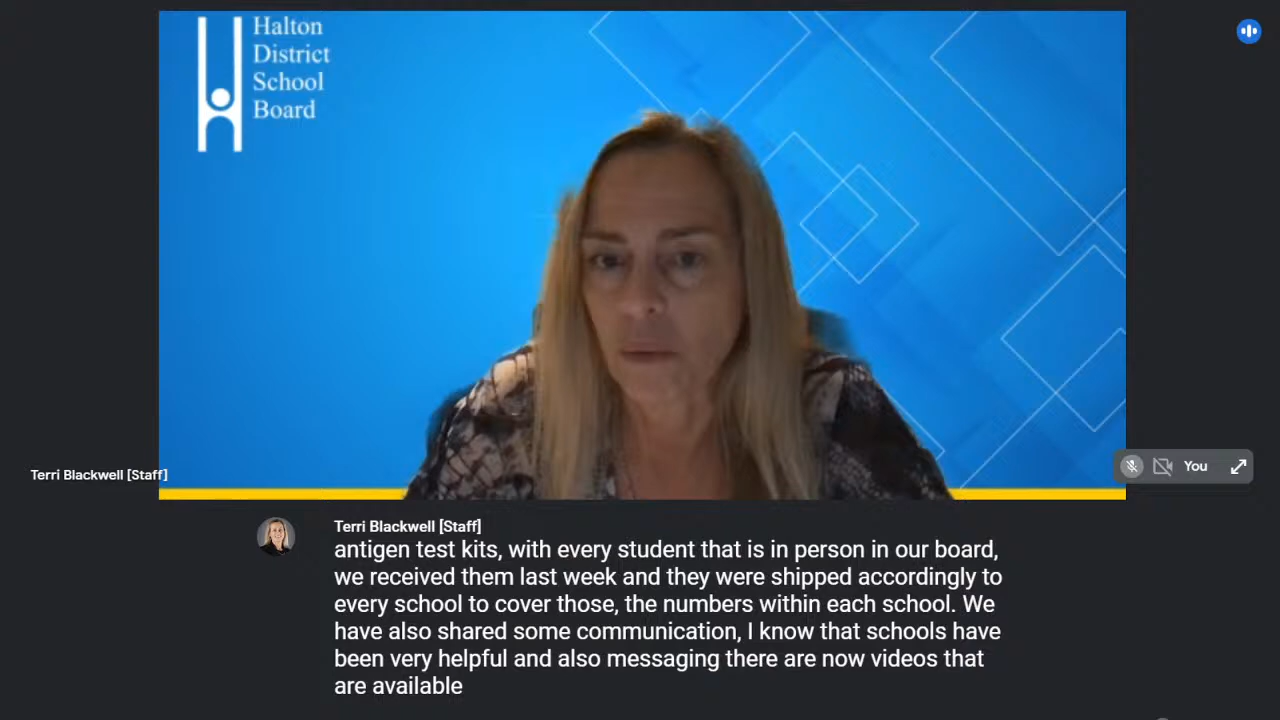 Halton
District
School
Board
Terri Blackwell [Staff]
You
Terri Blackwell [Staff]
antigen test kits, with every student that is in person in our board,
we received them last week and they were shipped accordingly to
every school to cover those, the numbers within each school. We
have also shared some communication, I know that schools have
been very helpful and also messaging there are now videos that
are available